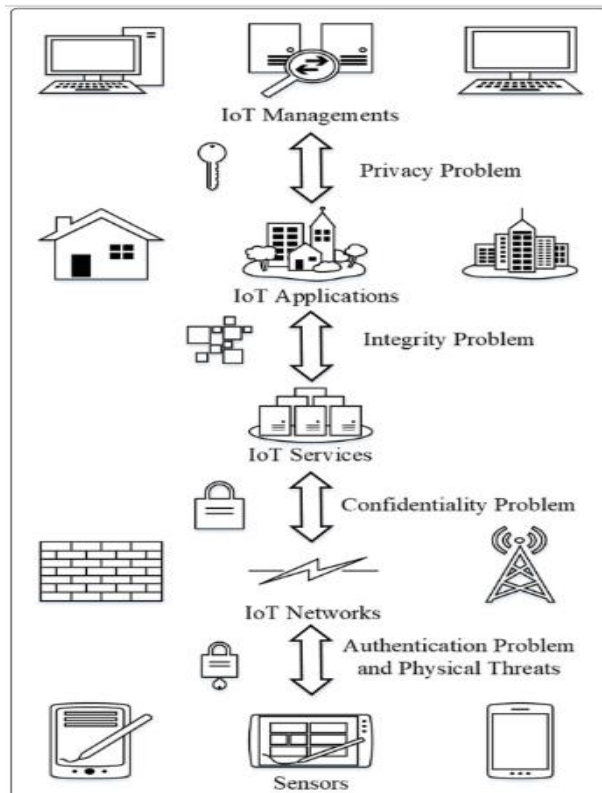 IoT Managements
Privacy Problem
IoT Applications
Integrity Problem
IoT Services
Confidentiality Problem
IoT Networks
Authentication Problem
and Physical Threats
Sensors